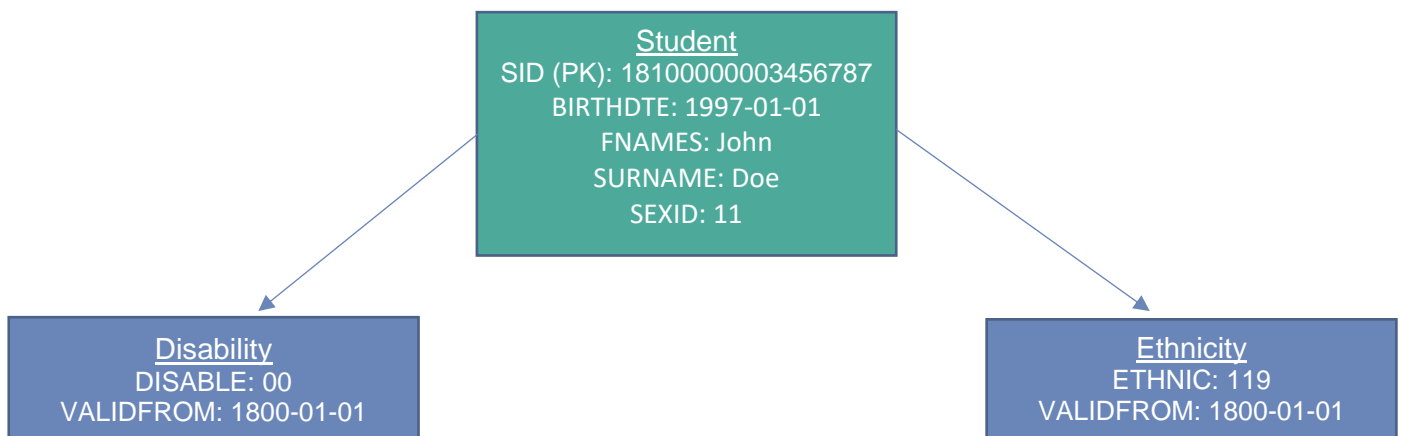 Student
SID (PK): 18100000003456787
BIRTHDTE: 1997-01-01
FNAMES: John
SURNAME: Doe
SEXID: 11
Disability
DISABLE: 00
VALIDFROM: 1800-01-01
Ethnicity
ETHNIC: 119
VALIDFROM: 1800-01-01